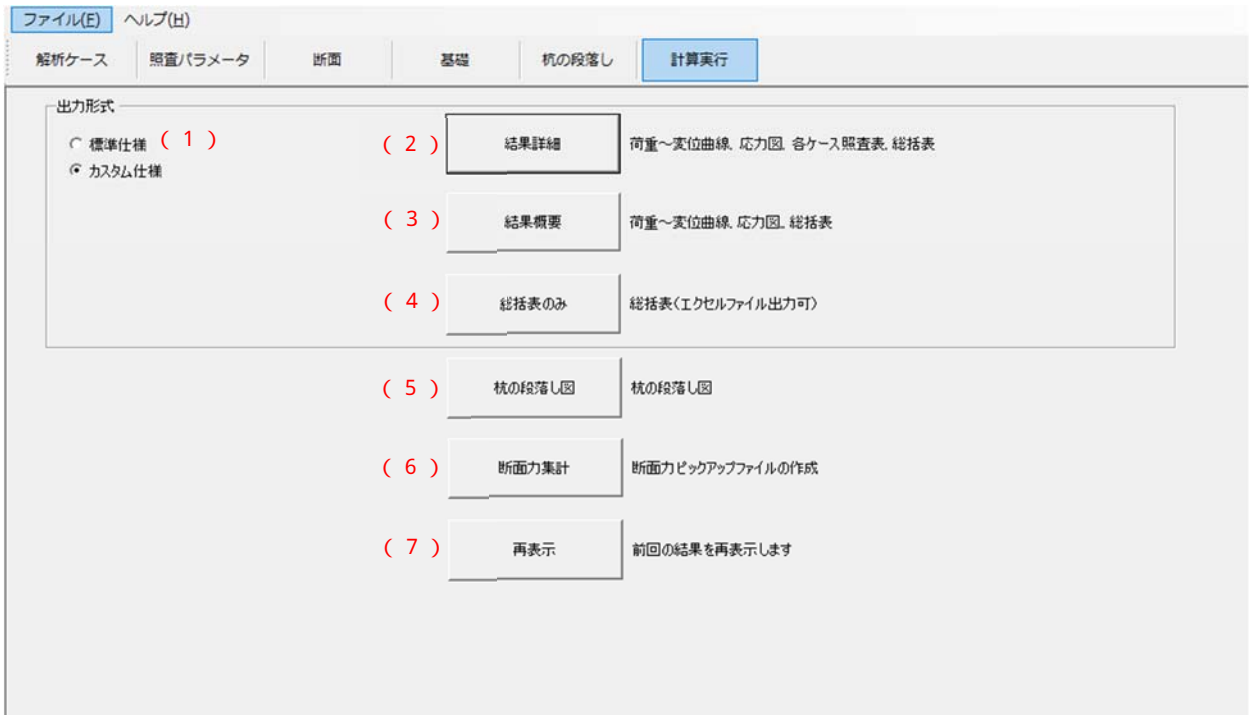 ファイル(F) ヘルプ(H)
解析ケース 照査パラメータ 断面 基礎 杭の段落し 計算実行
出力形式
標準仕様 ( 1 )
カスタム仕様
( 2 ) 結果詳細 荷重～変位曲線, 応力図, 各ケース照査表, 総括表
( 3 ) 結果概要 荷重～変位曲線, 応力図, 総括表
( 4 ) 総括表のみ 総括表(エクセルファイル出力可)
( 5 ) 杭の段落し図 杭の段落し図
( 6 ) 断面力集計 断面力ピックアップファイルの作成
( 7 ) 再表示 前回の結果を再表示します